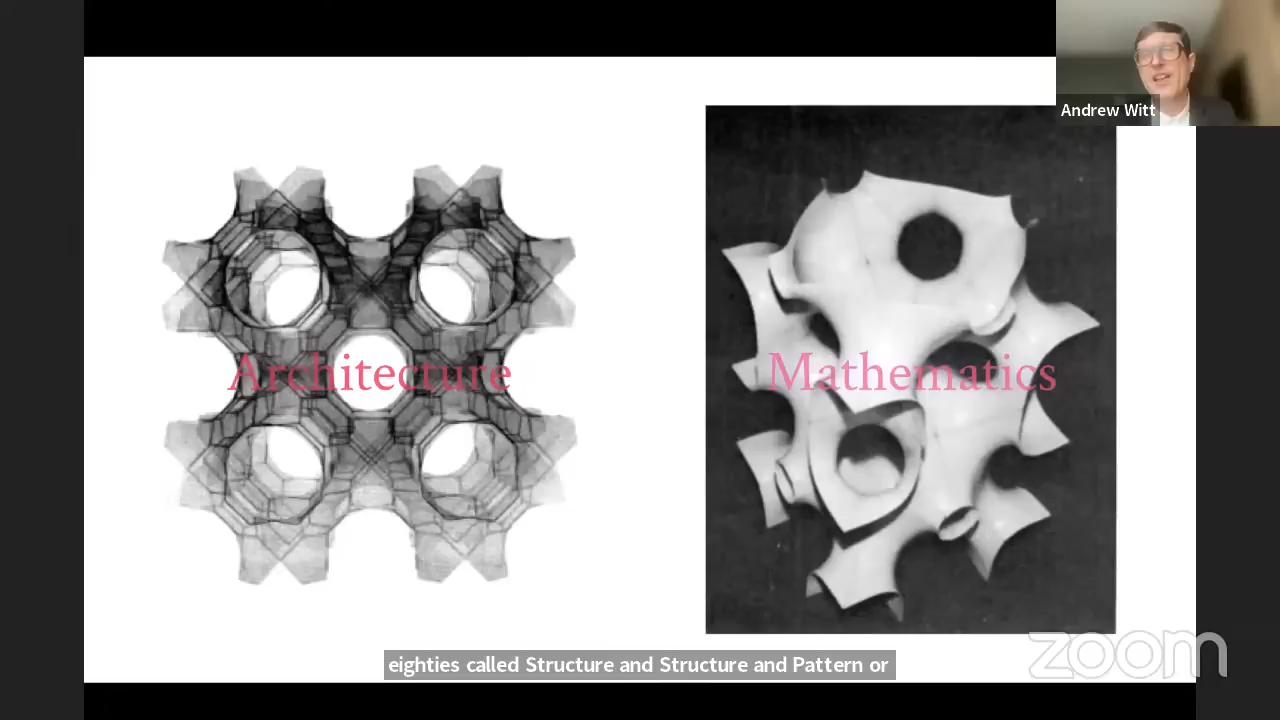 Andrew Witt
Architecture
Mathematics
eighties called Structure and Structure and Pattern or
zoom